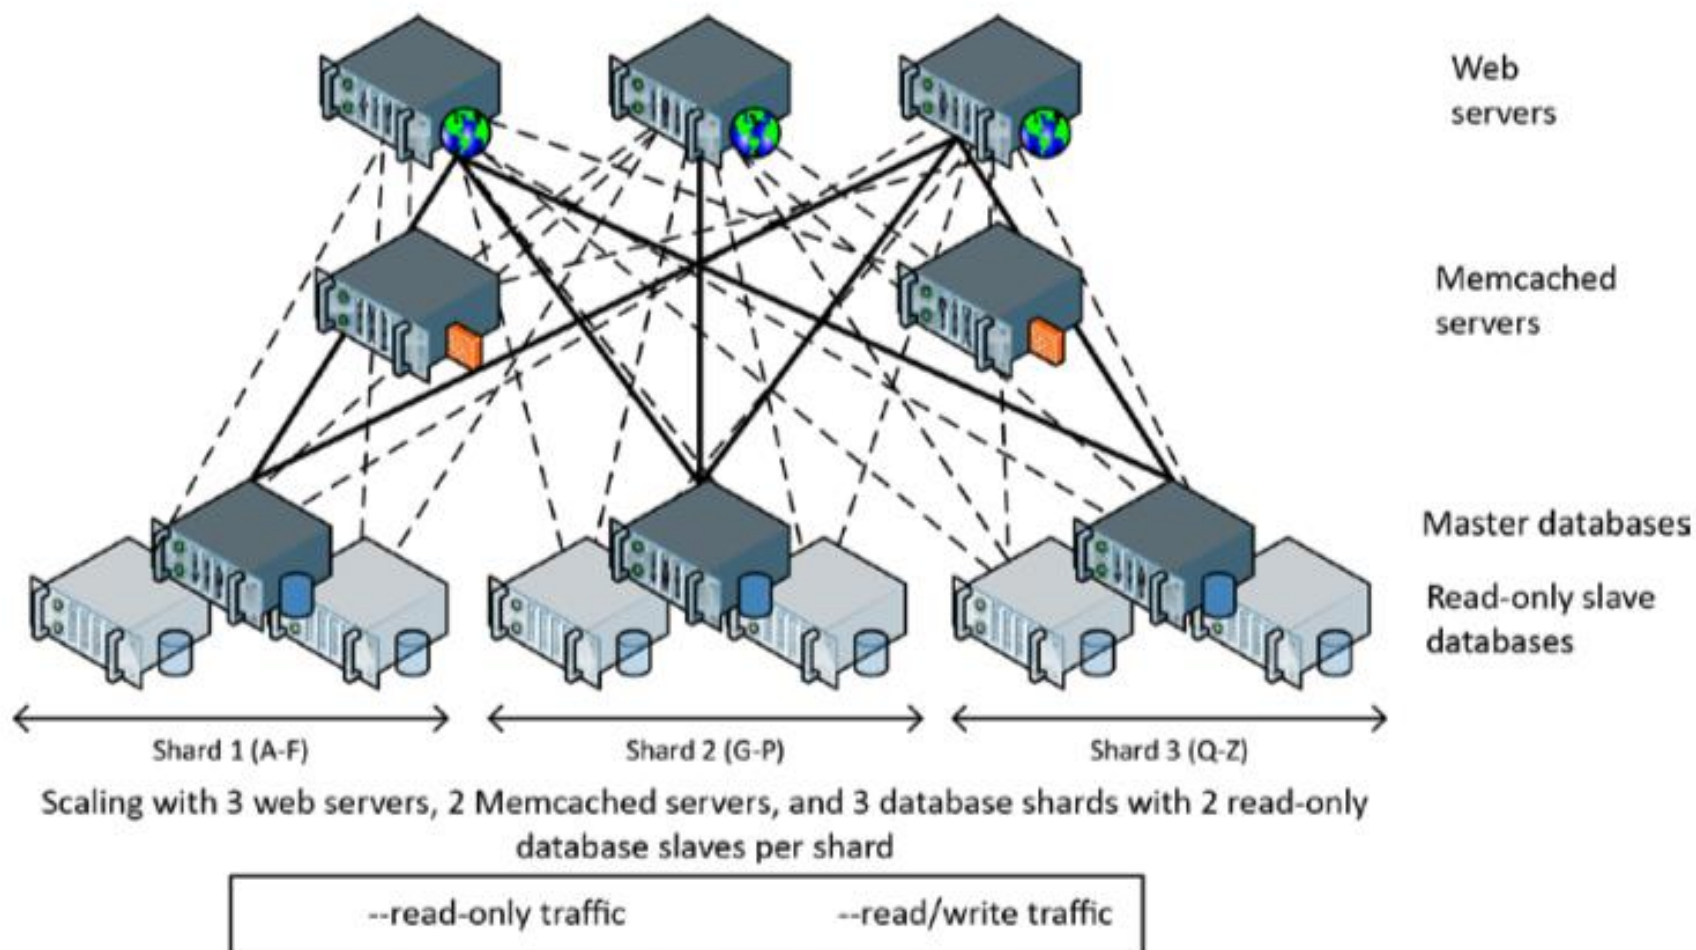 Web
servers
Memcached
servers
Master databases
Read-only slave
databases
Shard 1 (A-F)
Shard 2 (G-P)
Shard 3 (Q-Z)
Scaling with 3 web servers, 2 Memcached servers, and 3 database shards with 2 read-only
database slaves per shard
--read-only traffic
--read/write traffic